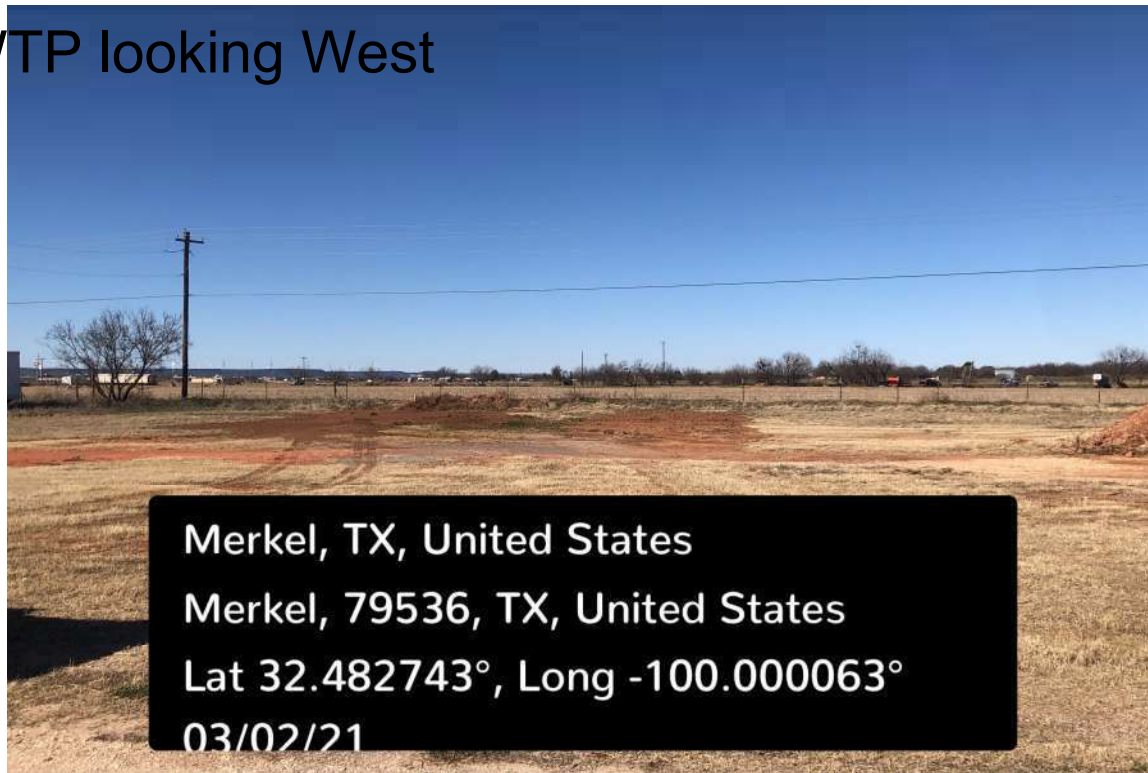 TP looking West
Merkel, TX, United States
Merkel, 79536, TX, United States
Lat 32.482743°, Long -100.000063°
03/02/21